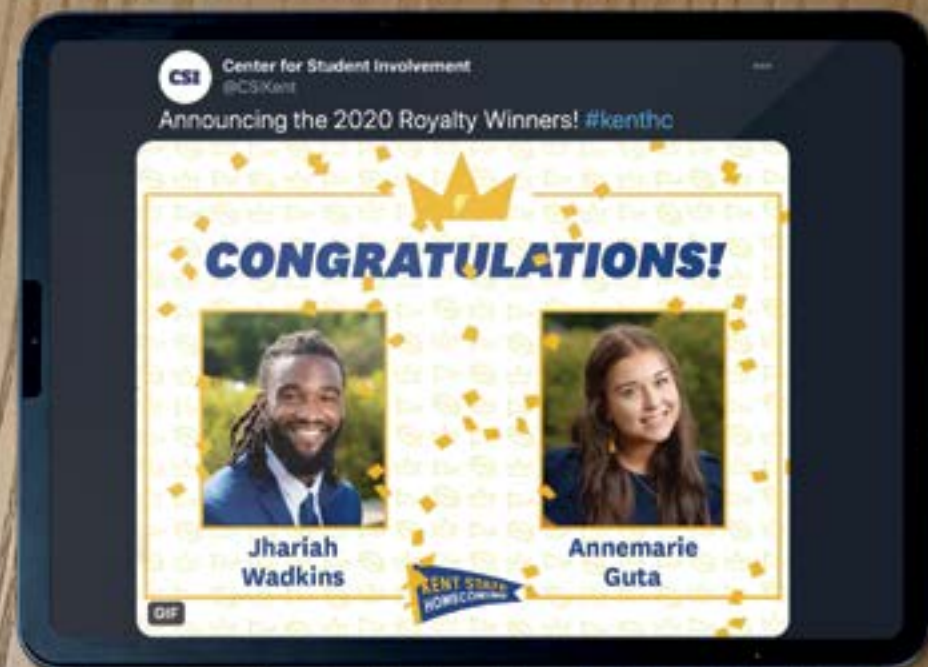 CSI
Center for Student Involvement
@CSIKent
Announcing the 2020 Royalty Winners! #kenthc
CONGRATULATIONS!
Jhariah
Wadkins
Annemarie
Guta
KENT STATE
HOMECOMING
GIF